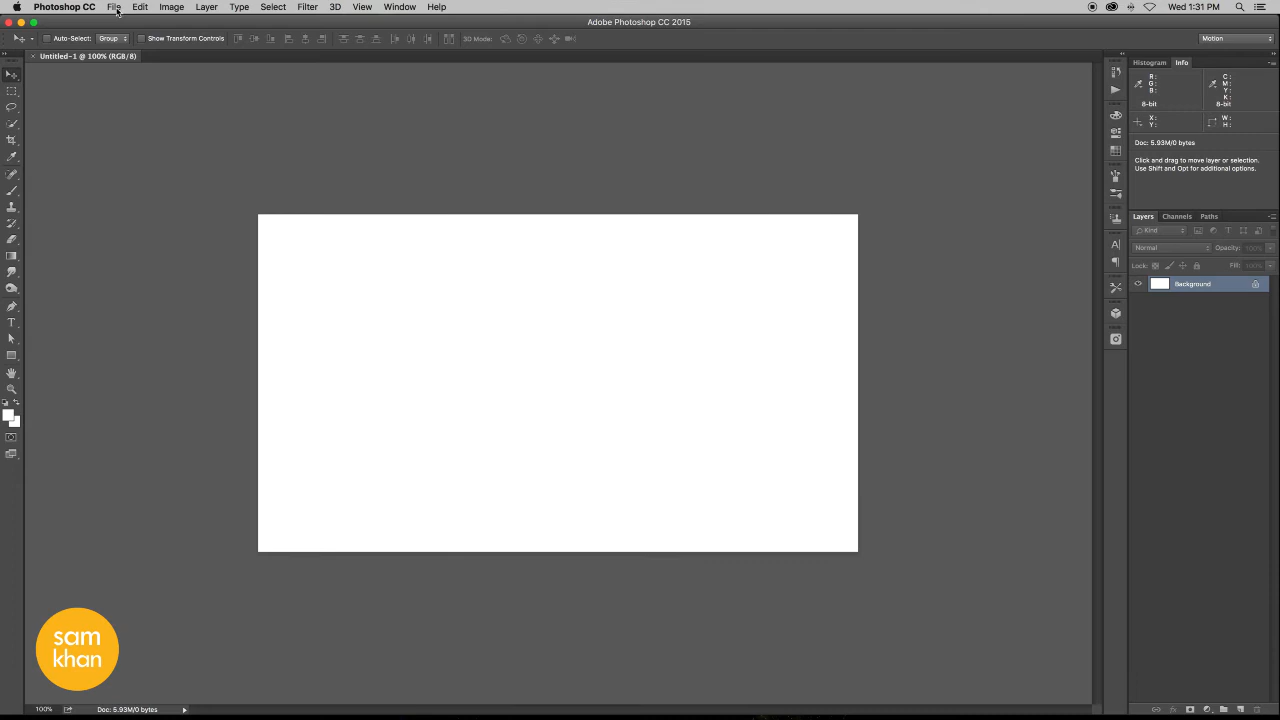 Photoshop CC File Edit Image Layer Type Select Filter 3D View Window Help Wed 1:31 PM
Adobe Photoshop CC 2015
Auto-Select: Group Show Transform Controls 3D Mode: Motion
Untitled-1 @ 100% (RGB/8)
Histogram Info
R: C:
G: M:
B: Y:
K:
8-bit 8-bit
X: W:
Y: H:
Doc: 5.93M/0 bytes
Click and drag to move layer or selection.
Use Shift and Opt for additional options.
Layers Channels Paths
Kind
Normal Opacity: 100%
Lock: Fill: 100%
Background
sam
khan
100% Doc: 5.93M/0 bytes